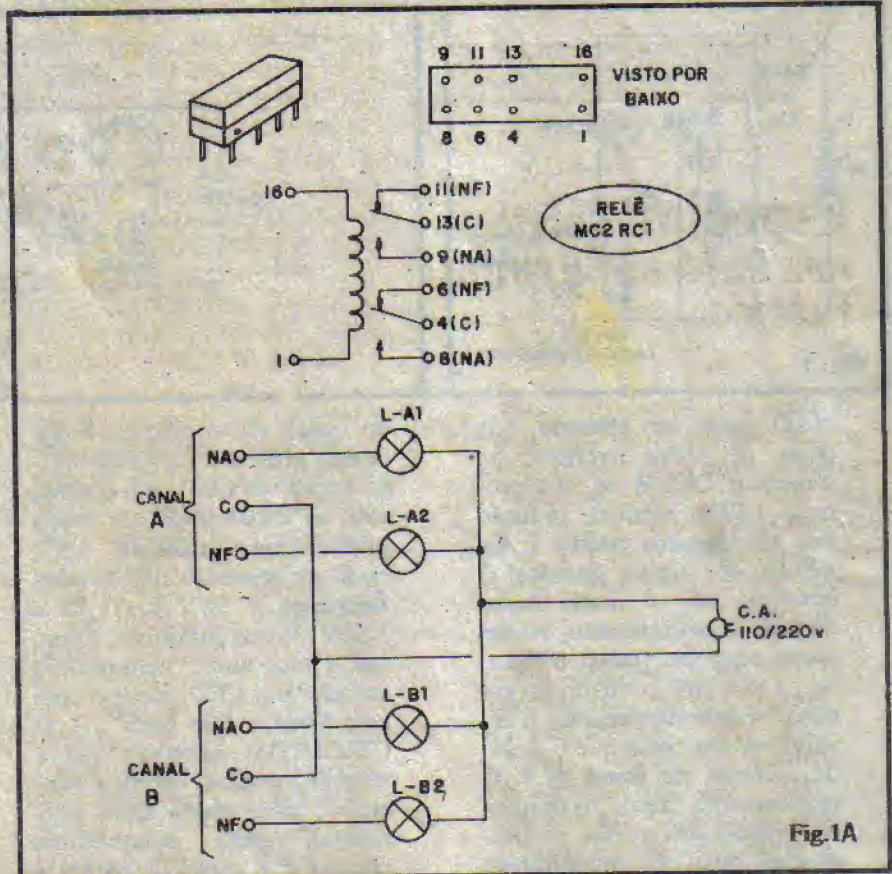 9 11 13 16
VISTO POR
BAIXO
8 6 4 1
16
11(NF)
13(C)
9(NA)
6(NF)
4(C)
8(NA)
1
RELÊ
MC2 RC1
L-A1
NA
CANAL
A
C
L-A2
NF
C.A.
110/220v
L-B1
NA
CANAL
B
C
L-B2
NF
Fig.1A